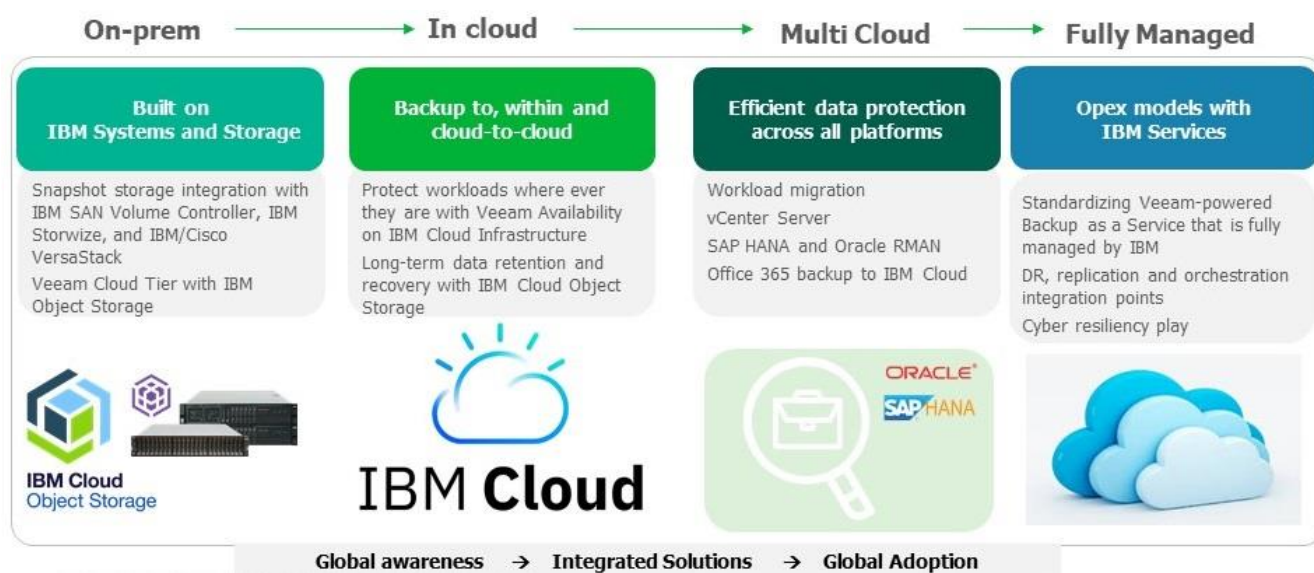 On-prem
In cloud
Multi Cloud
Fully Managed
Built on
IBM Systems and Storage
Snapshot storage integration with
IBM SAN Volume Controller, IBM
Storwize, and IBM/Cisco
VersaStack
Veeam Cloud Tier with IBM
Object Storage
IBM Cloud
Object Storage
Backup to, within and
cloud-to-cloud
Protect workloads where ever
they are with Veeam Availability
on IBM Cloud Infrastructure
Long-term data retention and
recovery with IBM Cloud Object
Storage
IBM Cloud
Efficient data protection
across all platforms
Workload migration
vCenter Server
SAP HANA and Oracle RMAN
Office 365 backup to IBM Cloud
ORACLE®
SAP HANA
Opex models with
IBM Services
Standardizing Veeam-powered
Backup as a Service that is fully
managed by IBM
DR, replication and orchestration
integration points
Cyber resiliency play
Global awareness → Integrated Solutions → Global Adoption